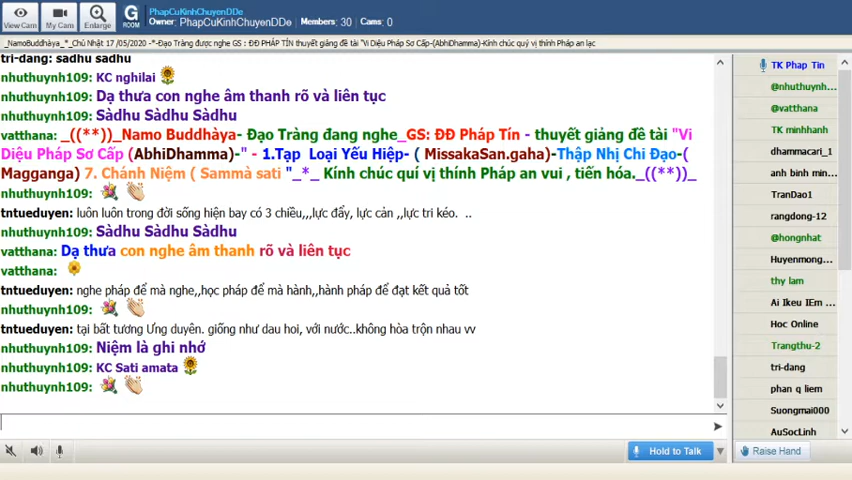 View Cam
My Cam
Enlarge
G
ROOM
PhapCuKinhChuyenDDe
Owner: PhapCuKinhChuyenDDe
Members: 30
Cams: 0
_NamoBuddhàya_*_Chủ Nhật 17/05/2020 -*-Đạo Tràng được nghe GS : ĐĐ PHÁP TÍN thuyết giảng đề tài "Vi Diệu Pháp Sơ Cấp-(AbhiDhamma)-Kính chúc quý vị thính Pháp an lạc
tri-dang: sadhu sadhu
nhuthuynh109: KC nghilai
nhuthuynh109: Dạ thưa con nghe âm thanh rõ và liên tục
nhuthuynh109: Sàdhu Sàdhu Sàdhu
vatthana: _((**))_Namo Buddhàya- Đạo Tràng đang nghe_GS: ĐĐ Pháp Tín - thuyết giảng đề tài "Vi
Diệu Pháp Sơ Cấp (AbhiDhamma)-" - 1.Tạp Loại Yếu Hiệp- ( MissakaSan.gaha)-Thập Nhị Chi Đạo-(
Magganga) 7. Chánh Niệm ( Sammà sati "_*_ Kính chúc quí vị thính Pháp an vui , tiến hóa._((**))_
nhuthuynh109:
tntueduyen: luôn luôn trong đời sống hiện bay có 3 chiều,,,lực đẩy, lực cản ,,lực tri kéo. ..
nhuthuynh109: Sàdhu Sàdhu Sàdhu
vatthana: Dạ thưa con nghe âm thanh rõ và liên tục
vatthana:
tntueduyen: nghe pháp để mà nghe,,học pháp để mà hành,,hành pháp để đạt kết quả tốt
nhuthuynh109:
tntueduyen: tại bất tương Ưng duyên. giống như dau hoi, với nước..không hòa trộn nhau vv
nhuthuynh109: Niệm là ghi nhớ
nhuthuynh109: KC Sati amata
nhuthuynh109:
Hold to Talk
TK Phap Tin
@nhuthuynh...
@vatthana
TK minhhanh
dhammacari_1
anh binh min...
TranDao1
rangdong-12
@hongnhat
Huyenmong...
thy lam
Ai Ikeu IEm ...
Hoc Online
Trangthu-2
tri-dang
phan q liem
Suongmai000
AuSocLinh
Raise Hand